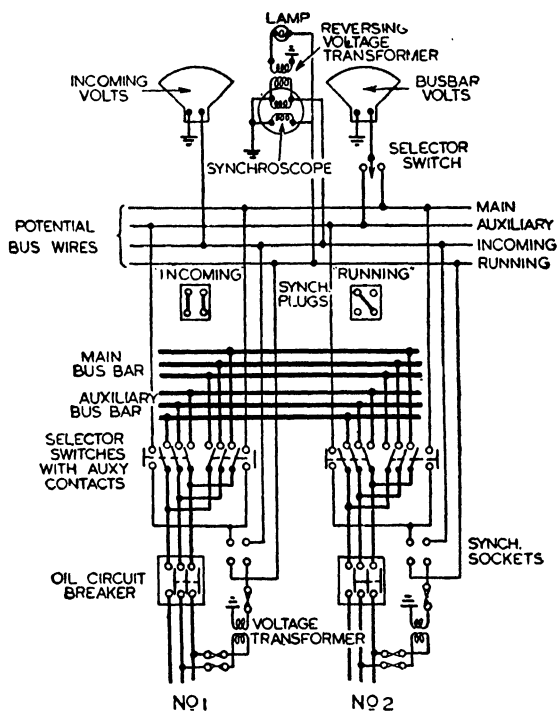 LAMP
REVERSING
VOLTAGE
TRANSFORMER
INCOMING
VOLTS
BUSBAR
VOLTS
SYNCHROSCOPE
SELECTOR
SWITCH
MAIN
AUXILIARY
INCOMING
RUNNING
POTENTIAL
BUS WIRES
"INCOMING"
SYNCH.
PLUGS
"RUNNING"
MAIN
BUS BAR
AUXILIARY
BUS BAR
SELECTOR
SWITCHES
WITH AUXY
CONTACTS
SYNCH.
SOCKETS
OIL CIRCUIT
BREAKER
VOLTAGE
TRANSFORMER
No 1
No 2